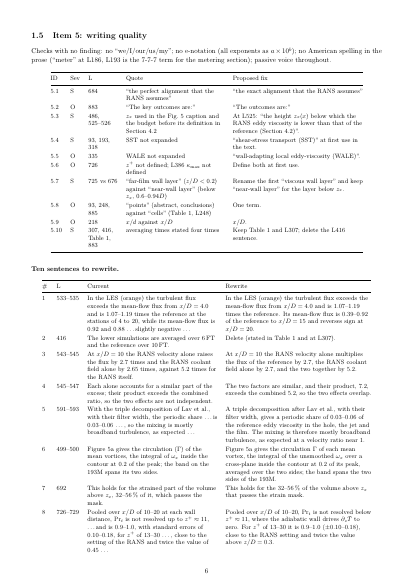 1.5 Item 5: writing quality
Checks with no finding: no "we/I/our/us/my"; no e-notation (all exponents as a × 10ᵇ); no American spelling in the
prose ("meter" at L186, L193 is the 7-7-7 term for the metering section); passive voice throughout.
ID Sev L Quote Proposed fix
5.1 S 684 "the perfect alignment that the RANS assumes" "the exact alignment that the RANS assumes"
5.2 O 883 "The key outcomes are:" "The outcomes are:"
5.3 S 486, 525–526 zₑ used in the Fig. 5 caption and the budget before its definition in Section 4.2 At L525: "the height (x) below which the RANS eddy viscosity is lower than that of the reference (Section 4.2)".
5.4 S 93, 193, 318 SST not expanded "shear-stress transport (SST)" at first use in the text.
5.5 O 335 WALE not expanded "wall-adapting local eddy-viscosity (WALE)".
5.6 O 726 z⁺ not defined; L386 not defined Define both at first use.
5.7 S 725 vs 676 "far-film wall layer" (z/D < 0.2) against "near-wall layer" (below 0.6–0.94D) Rename the first "viscous wall layer" and keep "near-wall layer" for the layer below
5.8 O 93, 248, 885 "points" (abstract, conclusions) against "cells" (Table 1, L248) One term.
5.9 O 218 x/d against x/D x/D.
5.10 S 307, 416, Table 1, 883 averaging times stated four times Keep Table 1 and L307; delete the L416 sentence.
Ten sentences to rewrite.
# L Current Rewrite
1 533–535 In the LES (orange) the turbulent flux exceeds the mean-flow flux from x/D = 4.0 and is 1.07–1.19 times the reference at the stations of 4 to 20, while its mean-flow flux is 0.92 and 0.88 . . . slightly negative . . . In the LES (orange) the turbulent flux exceeds the mean-flow flux from x/D = 4.0 and is 1.07–1.19 times the reference. Its mean-flow flux is 0.39–0.92 of the reference to x/D = 15 and reverses sign at x/D = 20.
2 416 The lower simulations are averaged over 6 FT and the reference over 10 FT. Delete (stated in Table 1 and at L307).
3 543–545 At x/D = 10 the RANS velocity alone raises the flux by 2.7 times and the RANS coolant field alone by 2.65 times, against 5.2 times for the RANS itself. At x/D = 10 the RANS velocity alone multiplies the flux of the reference by 2.7, the RANS coolant field alone by 2.7, and the two together by 5.2.
4 545–547 Each alone accounts for a similar part of the excess; their product exceeds the combined ratio, so the two effects are not independent. The two factors are similar, and their product, 7.2, exceeds the combined 5.2, so the two effects overlap.
5 591–593 With the triple decomposition of Lav et al., with their filter width, the periodic share . . . is 0.03–0.06 . . . , so the mixing is mostly broadband turbulence, as expected . . . A triple decomposition after Lav et al., with their filter width, gives a periodic share of 0.03–0.06 of the reference eddy energy in the hole, the jet and the film. The mixing is therefore mostly broadband turbulence, as expected at a velocity ratio near 1.
6 499–500 Figure 5a gives the circulation (Γ) of the mean vortices, the integral of ωₓ inside the contour at 0.2 of the peak; the band on the 193M spans its two sides. Figure 5a gives the circulation Γ of each mean vortex, the integral of the unsmoothed ωₓ over a cross-plane inside the contour at 0.2 of its peak, averaged over the two sides; the band spans the two sides of the 193M.
7 692 This holds for the strained part of the volume above 32–56 % of it, which passes the mask. This holds for the 32–56 % of the volume above that passes the strain mask.
8 726–729 Pooled over x/D of 10–20 at each wall distance, Prₜ is not resolved up to z⁺ ≈ 11, . . . and is 0.9–1.0, with standard errors of 0.10–0.18, for z⁺ of 13–30 . . . , close to the setting of the RANS and twice the value of 0.45 . . . Pooled over x/D of 10–20, Prₜ is not resolved below z⁺ ≈ 11, where the adiabatic wall drives to zero. For z⁺ of 13–30 it is 0.9–1.0 (±0.10–0.18), close to the RANS setting and twice the value above z/D = 0.3.
6